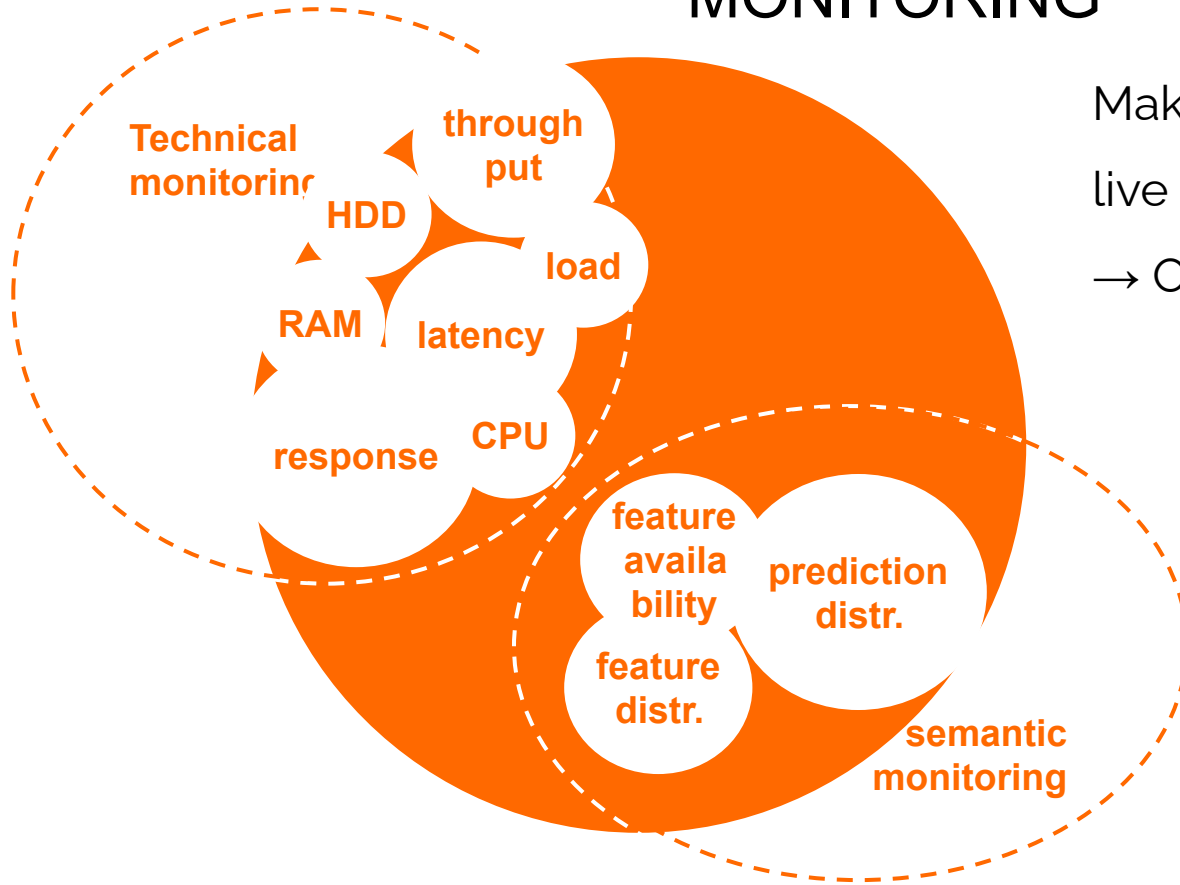 MONITORING
Mak
live
→ C
Technical
monitoring
through
put
HDD
load
RAM
latency
CPU
response
feature
availa
bility
prediction
distr.
feature
distr.
semantic
monitoring